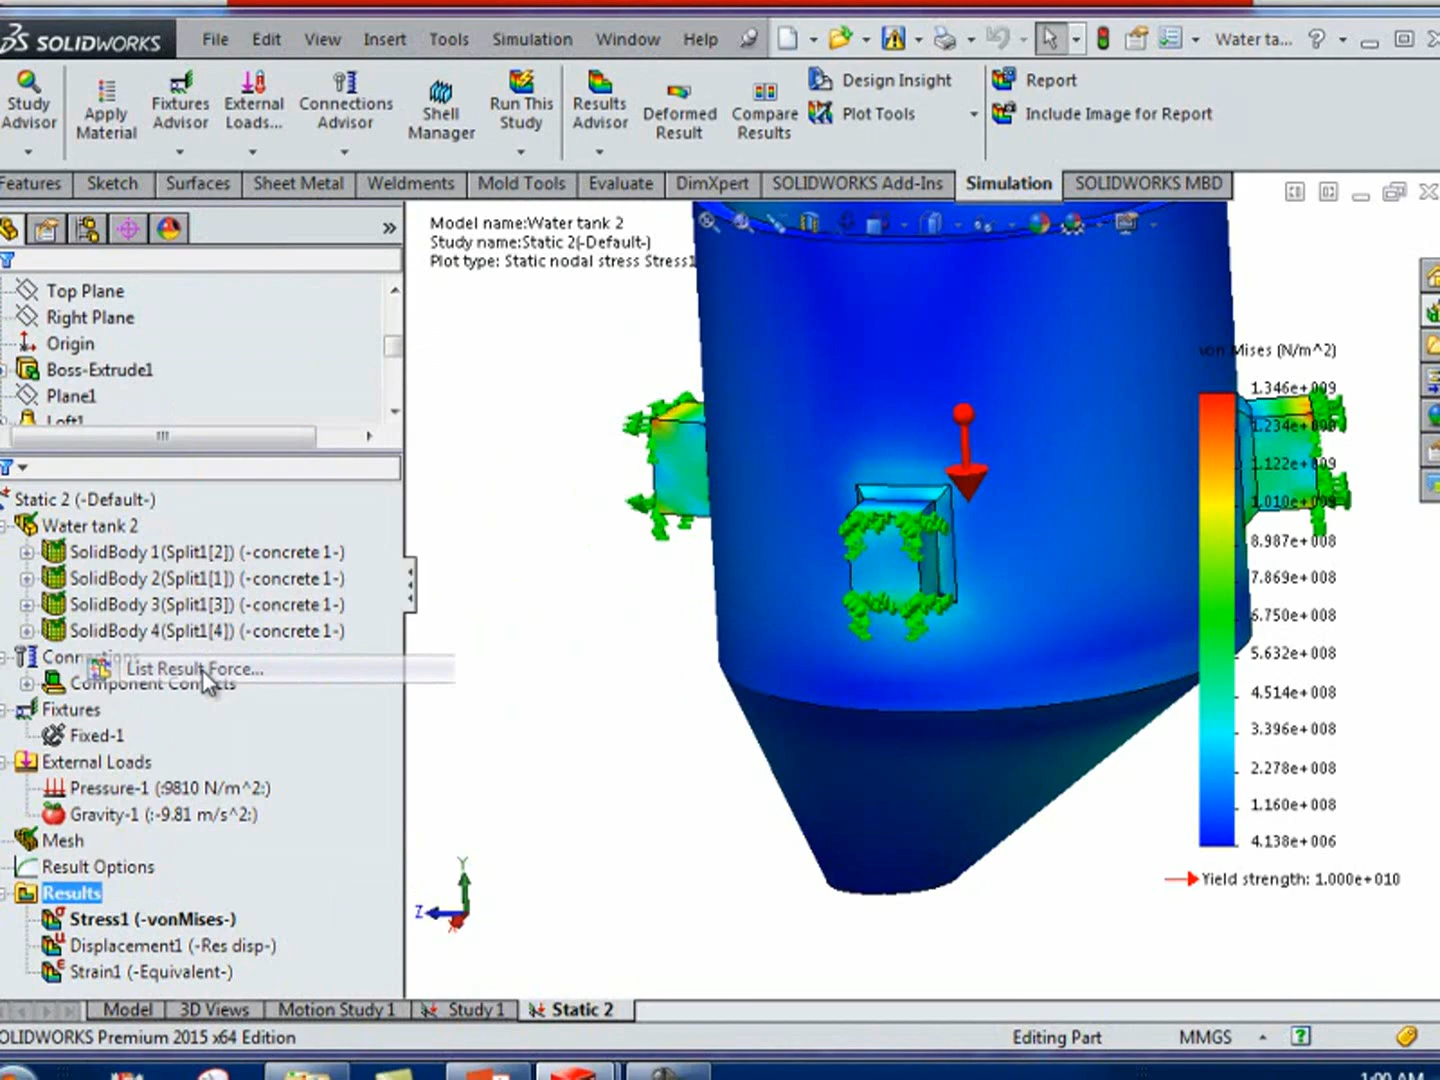 SOLIDWORKS File Edit View Insert Tools Simulation Window Help Water ta... ?
Study Advisor
Apply Material
Fixtures Advisor
External Loads...
Connections Advisor
Shell Manager
Run This Study
Results Advisor
Deformed Result
Compare Results
Design Insight
Plot Tools
Report
Include Image for Report
Features Sketch Surfaces Sheet Metal Weldments Mold Tools Evaluate DimXpert SOLIDWORKS Add-Ins Simulation SOLIDWORKS MBD
Top Plane
Right Plane
Origin
Boss-Extrude1
Plane1
Loft1
Static 2 (-Default-)
Water tank 2
SolidBody 1(Split1[2]) (-concrete 1-)
SolidBody 2(Split1[1]) (-concrete 1-)
SolidBody 3(Split1[3]) (-concrete 1-)
SolidBody 4(Split1[4]) (-concrete 1-)
Connections
List Result Force...
Component Contacts
Fixtures
Fixed-1
External Loads
Pressure-1 (:9810 N/m^2:)
Gravity-1 (:-9.81 m/s^2:)
Mesh
Result Options
Results
Stress1 (-vonMises-)
Displacement1 (-Res disp-)
Strain1 (-Equivalent-)
Model name:Water tank 2
Study name:Static 2(-Default-)
Plot type: Static nodal stress Stress1
von Mises (N/m^2)
1.346e+009
1.234e+009
1.122e+009
1.010e+009
8.987e+008
7.869e+008
6.750e+008
5.632e+008
4.514e+008
3.396e+008
2.278e+008
1.160e+008
4.138e+006
Yield strength: 1.000e+010
Y
Z
X
Model 3D Views Motion Study 1 Study 1 Static 2
SOLIDWORKS Premium 2015 x64 Edition Editing Part MMGS ?
1:00 AM